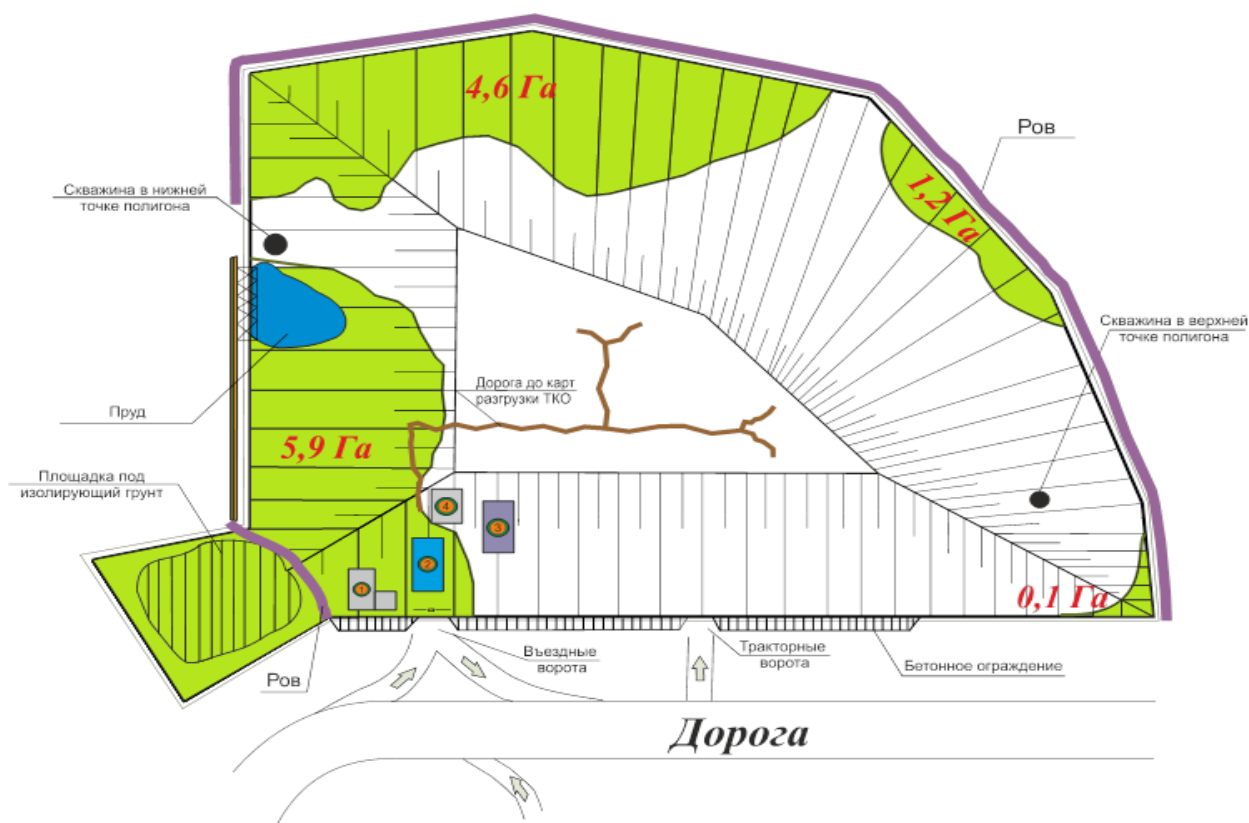 4,6 Га
Ров
1,2 Га
Скважина в нижней
точке полигона
Скважина в верхней
точке полигона
Дорога до карт
разгрузки ТКО
Пруд
5,9 Га
Площадка под
изолирующий грунт
4
3
2
1
0,1 Га
Въездные
ворота
Тракторные
ворота
Бетонное ограждение
Ров
Дорога